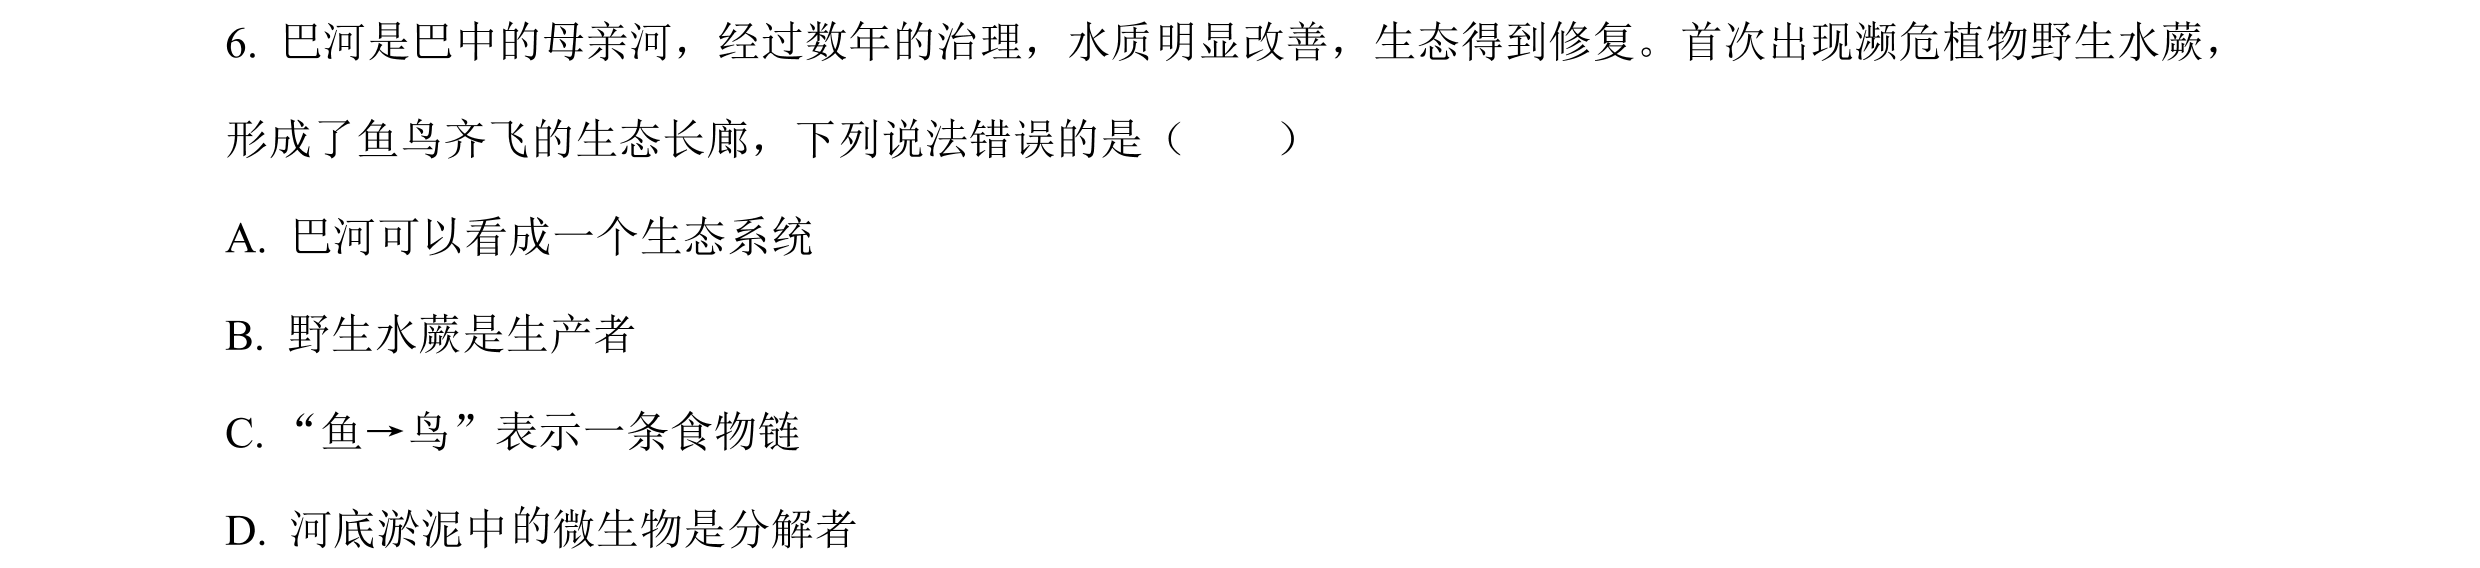 6. 巴河是巴中的母亲河，经过数年的治理，水质明显改善，生态得到修复。首次出现濒危植物野生水蕨，
形成了鱼鸟齐飞的生态长廊，下列说法错误的是（　　）
A. 巴河可以看成一个生态系统
B. 野生水蕨是生产者
C. “鱼→鸟”表示一条食物链
D. 河底淤泥中的微生物是分解者